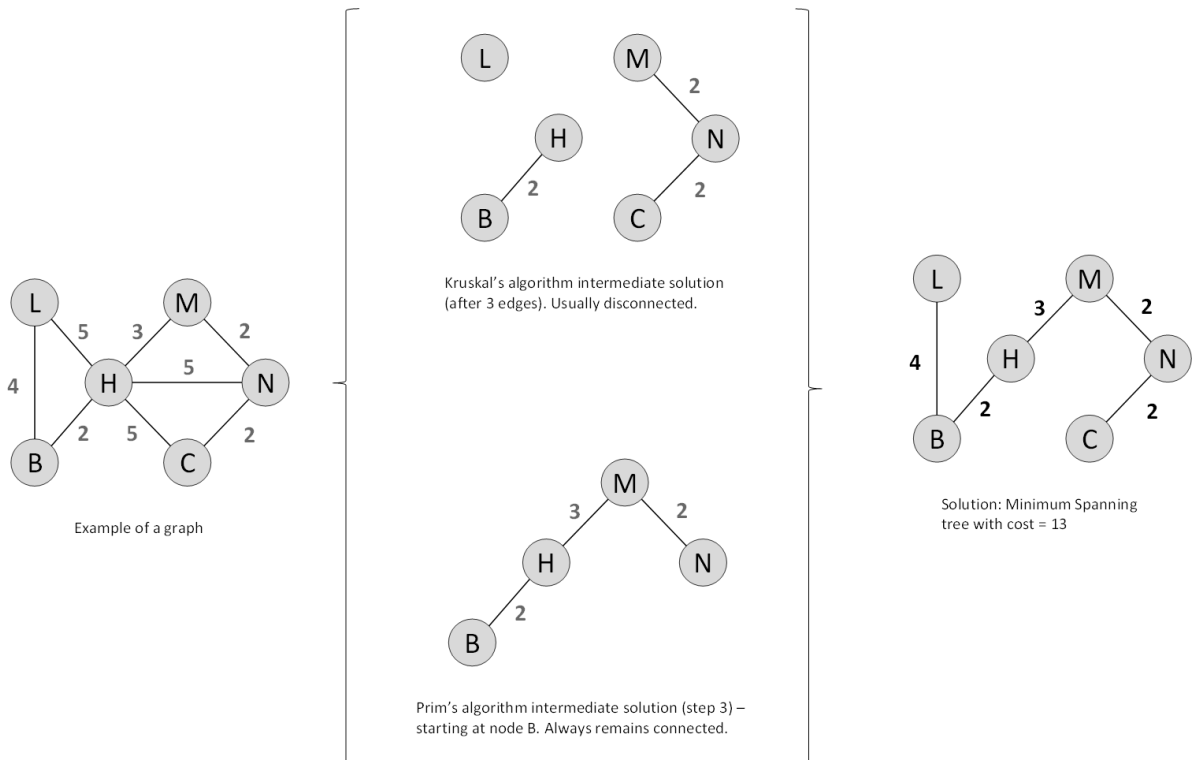 L
M
5
3
2
5
H
N
4
2
5
2
B
C
Example of a graph
L
M
2
H
N
2
2
B
C
Kruskal's algorithm intermediate solution
(after 3 edges). Usually disconnected.
M
3
2
H
N
2
B
Prim's algorithm intermediate solution (step 3) –
starting at node B. Always remains connected.
L
M
3
2
H
N
4
2
2
B
C
Solution: Minimum Spanning
tree with cost = 13